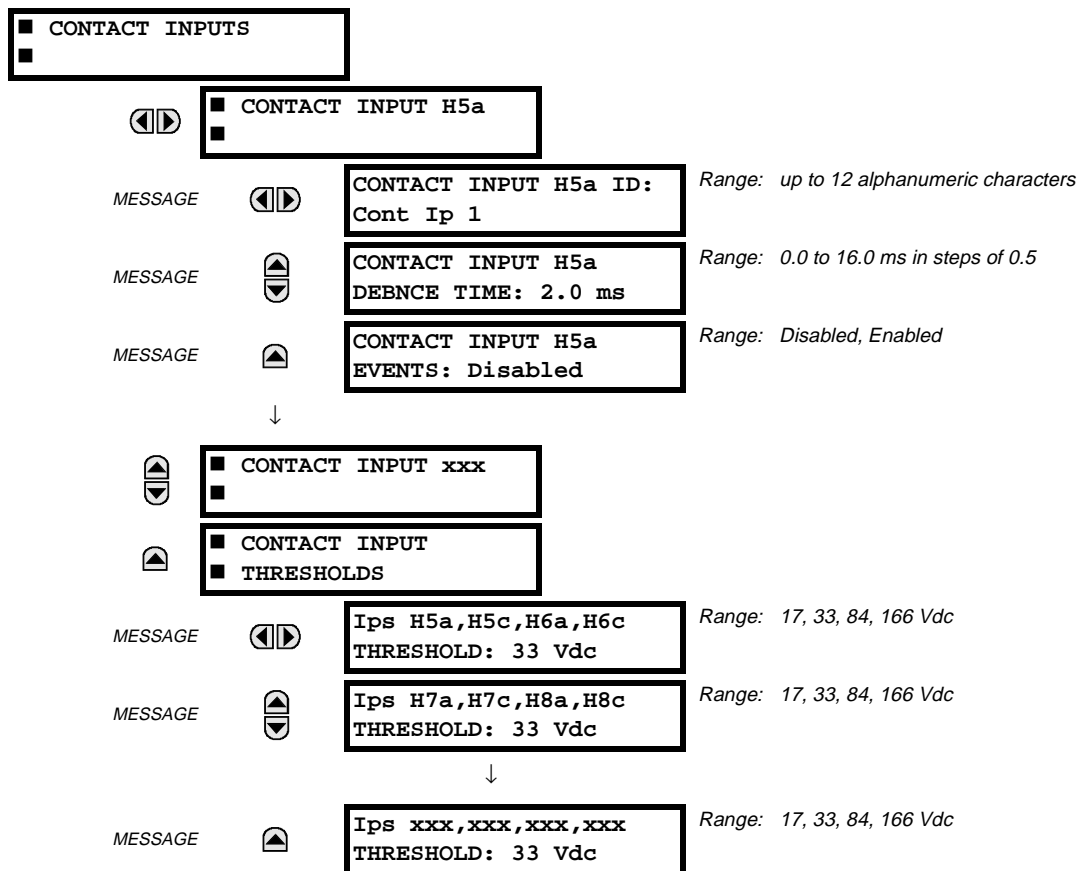 ■ CONTACT INPUTS
■
■ CONTACT INPUT H5a
■
MESSAGE
CONTACT INPUT H5a ID:
Cont Ip 1
Range: up to 12 alphanumeric characters
MESSAGE
CONTACT INPUT H5a
DEBNCE TIME: 2.0 ms
Range: 0.0 to 16.0 ms in steps of 0.5
MESSAGE
CONTACT INPUT H5a
EVENTS: Disabled
Range: Disabled, Enabled
↓
■ CONTACT INPUT xxx
■
■ CONTACT INPUT
■ THRESHOLDS
MESSAGE
Ips H5a,H5c,H6a,H6c
THRESHOLD: 33 Vdc
Range: 17, 33, 84, 166 Vdc
MESSAGE
Ips H7a,H7c,H8a,H8c
THRESHOLD: 33 Vdc
Range: 17, 33, 84, 166 Vdc
↓
MESSAGE
Ips xxx,xxx,xxx,xxx
THRESHOLD: 33 Vdc
Range: 17, 33, 84, 166 Vdc